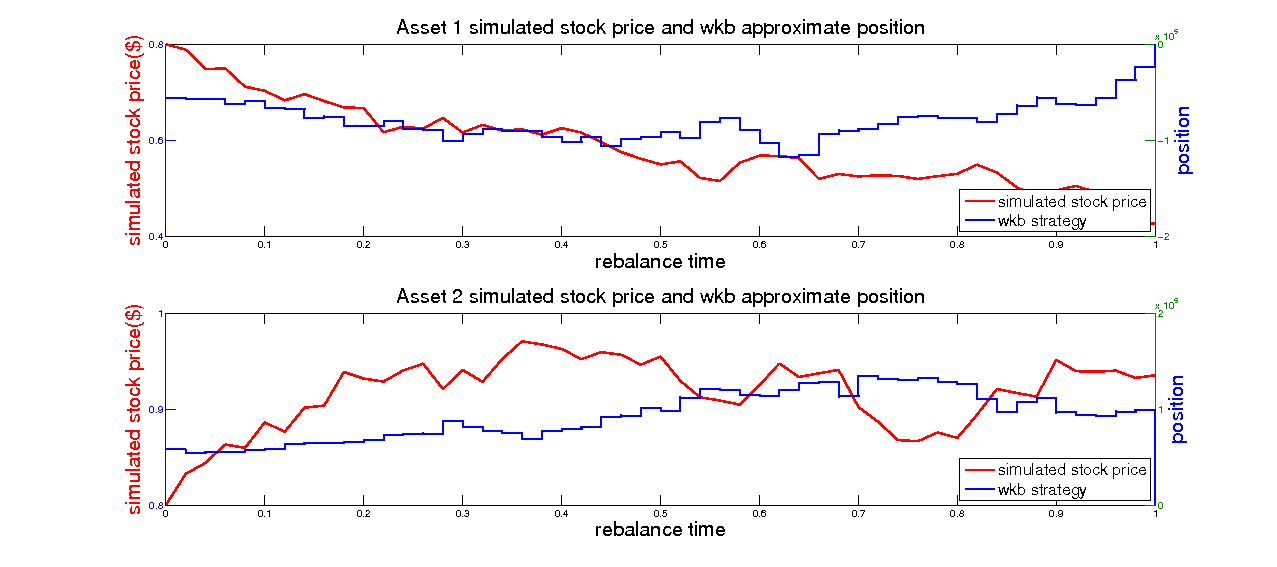 Asset 1 simulated stock price and wkb approximate position
simulated stock price($)
0.8
0.6
0.4
0 0.1 0.2 0.3 0.4 0.5 0.6 0.7 0.8 0.9 1
rebalance time
x 10
0
-1
-2
position
simulated stock price
wkb strategy
Asset 2 simulated stock price and wkb approximate position
simulated stock price($)
1
0.9
0.8
0 0.1 0.2 0.3 0.4 0.5 0.6 0.7 0.8 0.9 1
rebalance time
x 10
2
1
0
position
simulated stock price
wkb strategy